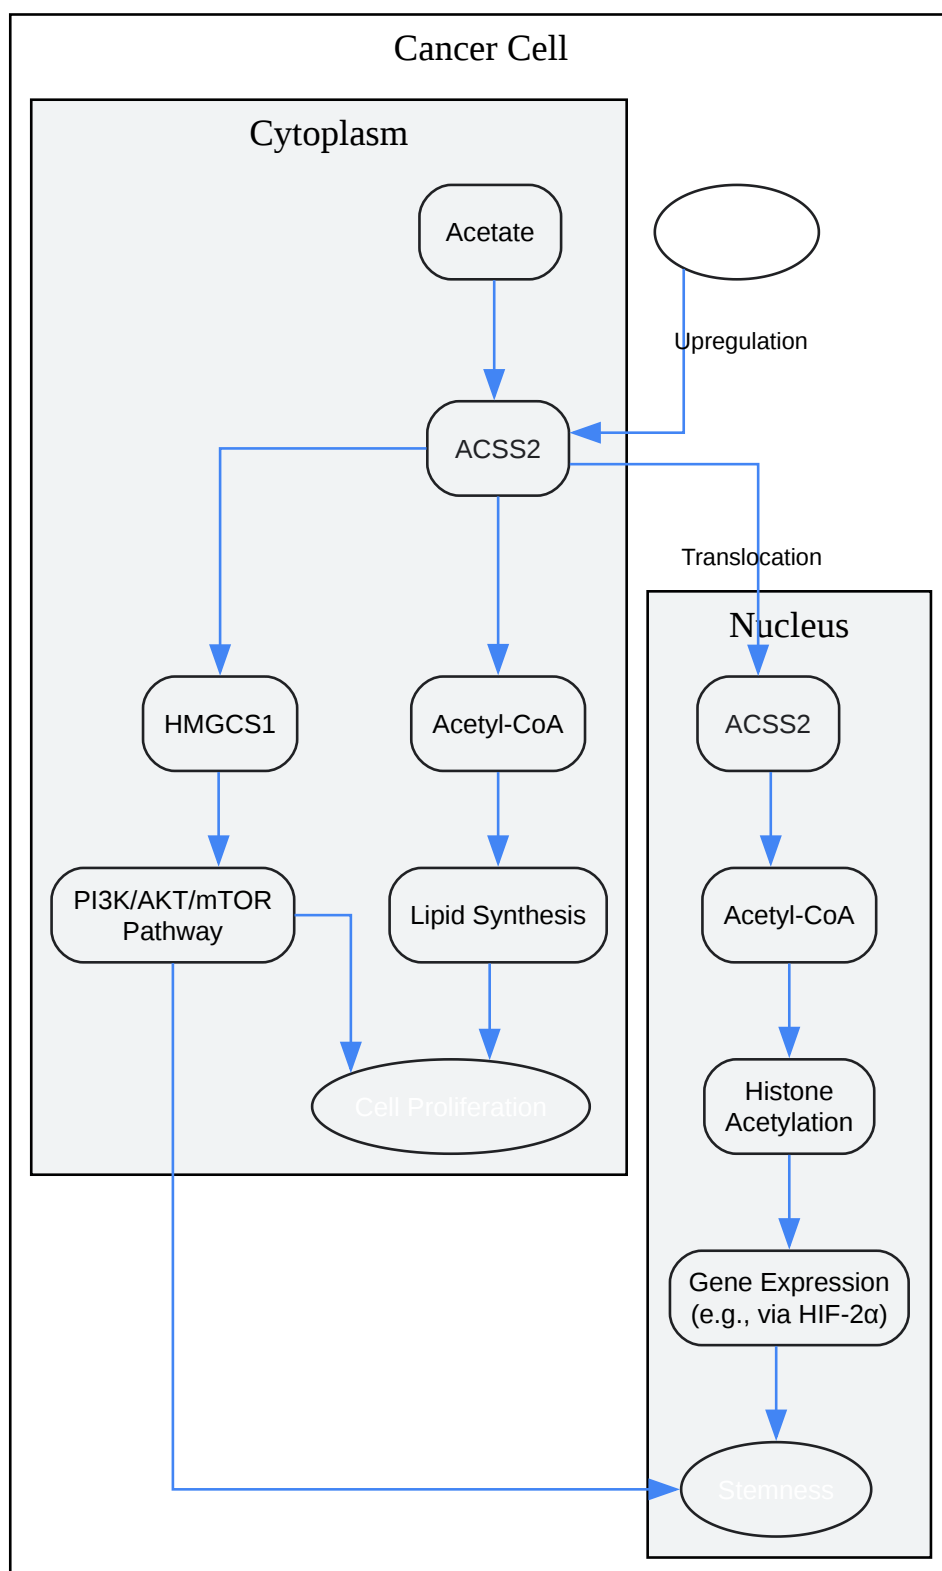 Cancer Cell
Cytoplasm
Acetate
Upregulation
ACSS2
Translocation
Nucleus
HMGCS1
Acetyl-CoA
ACSS2
PI3K/AKT/mTOR
Pathway
Lipid Synthesis
Acetyl-CoA
Cell Proliferation
Histone
Acetylation
Gene Expression
(e.g., via HIF-2α)
Stemness